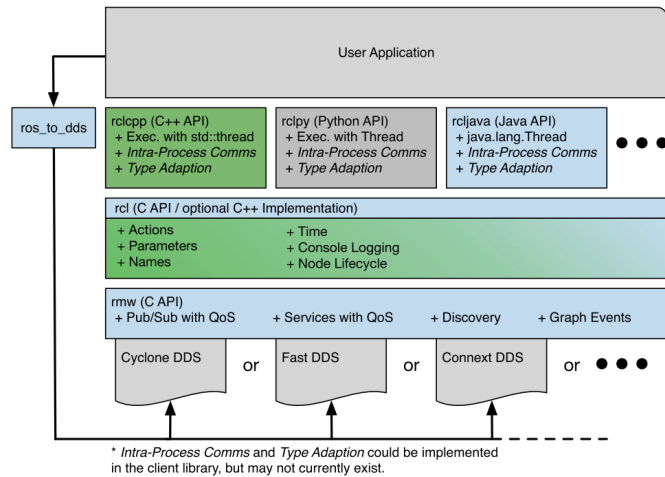 User Application
ros_to_dds
rclcpp (C++ API)
+ Exec. with std::thread
+ Intra-Process Comms
+ Type Adaption
rclpy (Python API)
+ Exec. with Thread
+ Intra-Process Comms
+ Type Adaption
rcljava (Java API)
+ java.lang.Thread
+ Intra-Process Comms
+ Type Adaption
rcl (C API / optional C++ Implementation)
+ Actions
+ Parameters
+ Names
+ Time
+ Console Logging
+ Node Lifecycle
rmw (C API)
+ Pub/Sub with QoS + Services with QoS + Discovery + Graph Events
Cyclone DDS or Fast DDS or Connext DDS or
* Intra-Process Comms and Type Adaption could be implemented
in the client library, but may not currently exist.